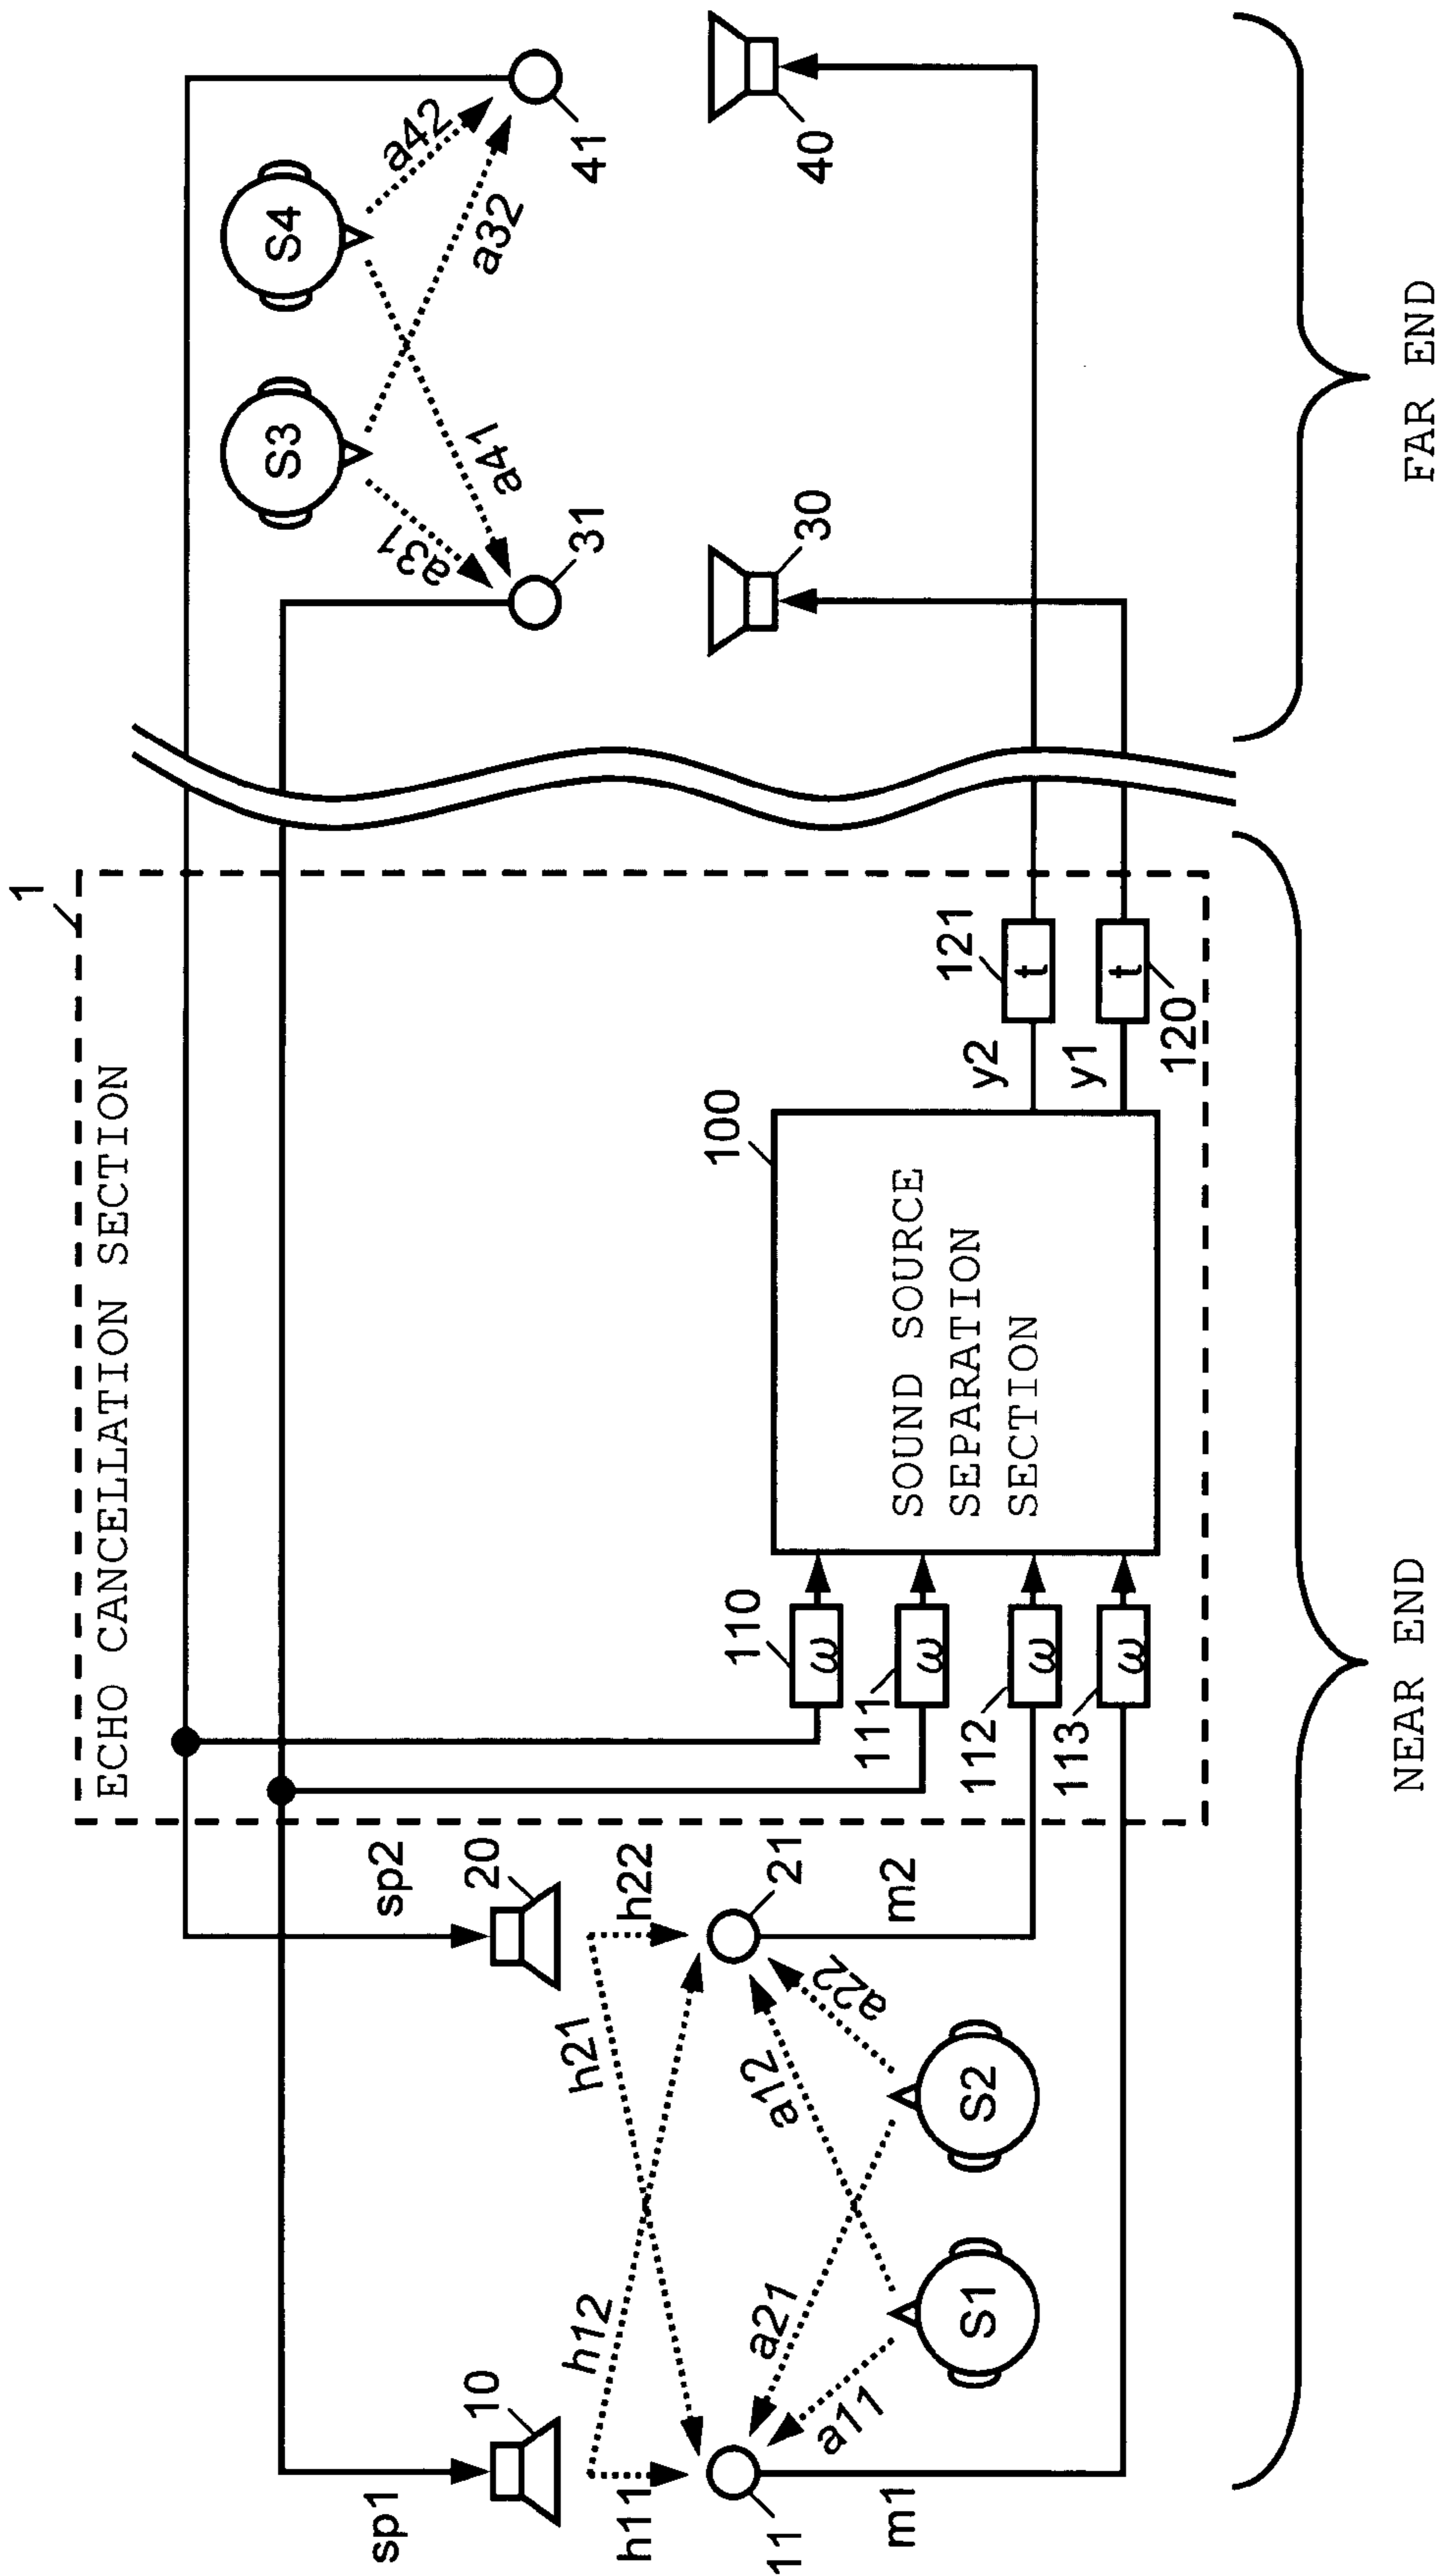 1
ECHO CANCELLATION SECTION
sp1
sp2
10
20
h11
h12
h21
h22
11
21
m1
m2
a11
a21
a12
a22
S1
S2
110
ω
111
ω
112
ω
113
ω
100
SOUND SOURCE
SEPARATION
SECTION
y2
y1
121
t
120
t
S3
S4
a31
a41
a32
a42
31
41
30
40
NEAR END
FAR END